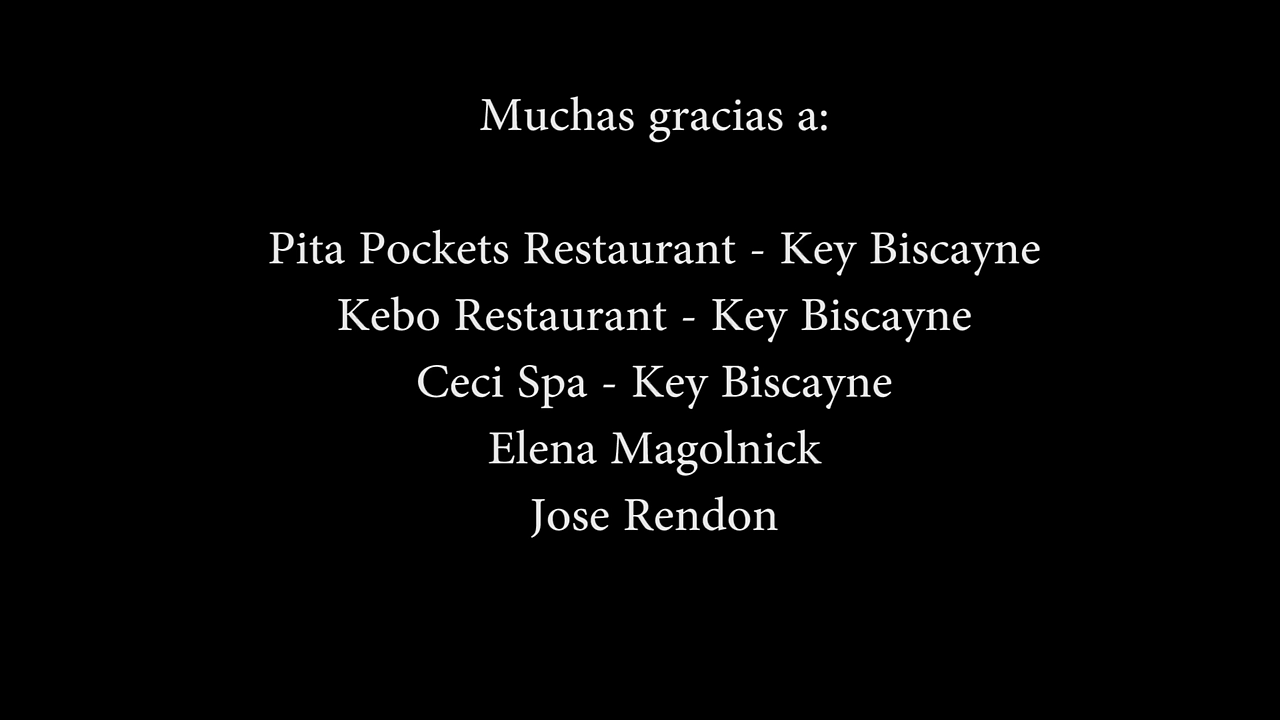 Muchas gracias a:
Pita Pockets Restaurant - Key Biscayne
Kebo Restaurant - Key Biscayne
Ceci Spa - Key Biscayne
Elena Magolnick
Jose Rendon